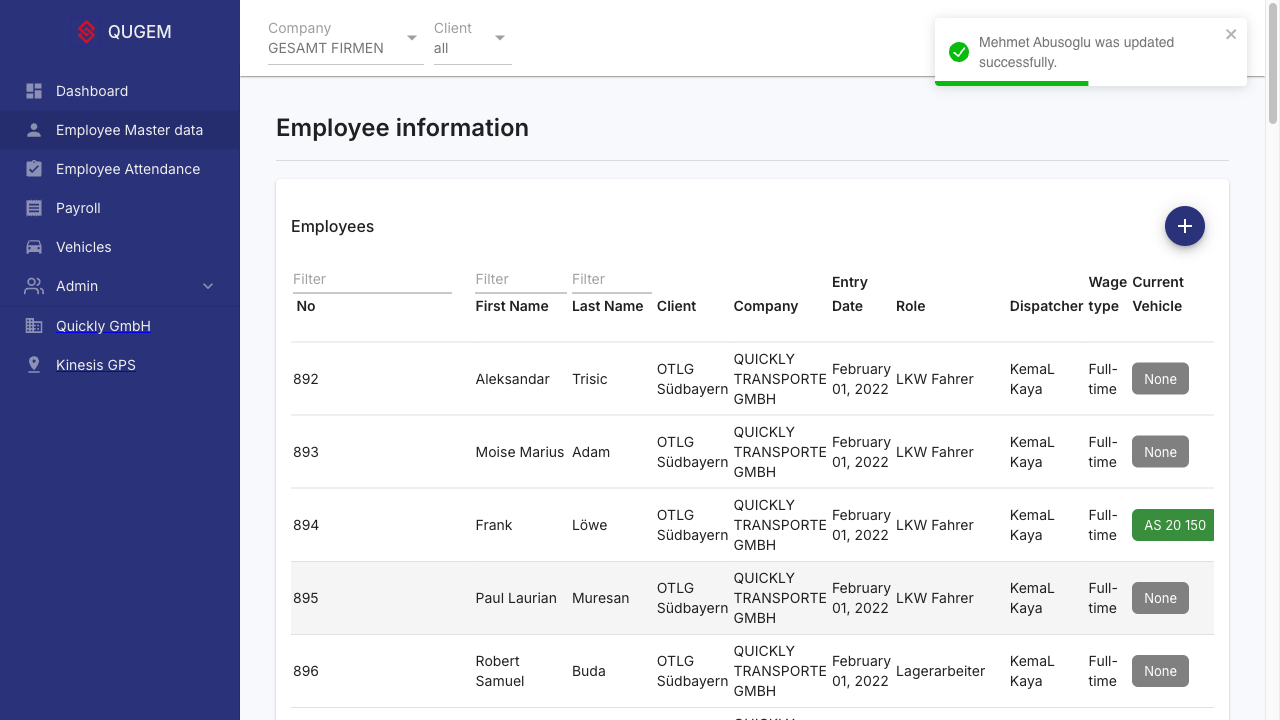 QUGEM
Dashboard
Employee Master data
Employee Attendance
Payroll
Vehicles
Admin
Quickly GmbH
Kinesis GPS
Company
GESAMT FIRMEN
Client
all
Mehmet Abusoglu was updated
successfully.
Employee information
Employees
Filter
No
Filter
First Name
Filter
Last Name
Client
Company
Entry
Date
Role
Dispatcher
Wage
type
Current
Vehicle
892
Aleksandar
Trisic
OTLG
Südbayern
QUICKLY
TRANSPORTE
GMBH
February
01, 2022
LKW Fahrer
KemaL
Kaya
Full-
time
None
893
Moise Marius
Adam
OTLG
Südbayern
QUICKLY
TRANSPORTE
GMBH
February
01, 2022
LKW Fahrer
KemaL
Kaya
Full-
time
None
894
Frank
Löwe
OTLG
Südbayern
QUICKLY
TRANSPORTE
GMBH
February
01, 2022
LKW Fahrer
KemaL
Kaya
Full-
time
AS 20 150
895
Paul Laurian
Muresan
OTLG
Südbayern
QUICKLY
TRANSPORTE
GMBH
February
01, 2022
LKW Fahrer
KemaL
Kaya
Full-
time
None
896
Robert
Samuel
Buda
OTLG
Südbayern
QUICKLY
TRANSPORTE
GMBH
February
01, 2022
Lagerarbeiter
KemaL
Kaya
Full-
time
None